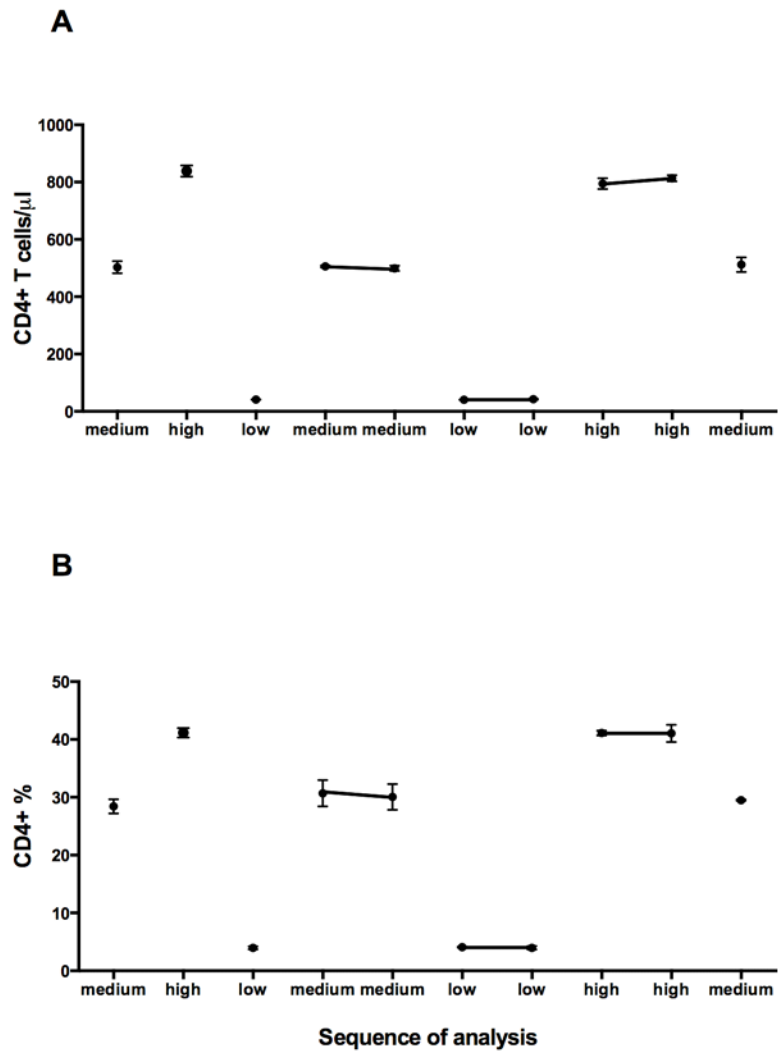 A
1000
800
600
400
200
0
CD4+ T cells/μl
medium high low medium medium low low high high medium
B
50
40
30
20
10
0
CD4+ %
medium high low medium medium low low high high medium
Sequence of analysis